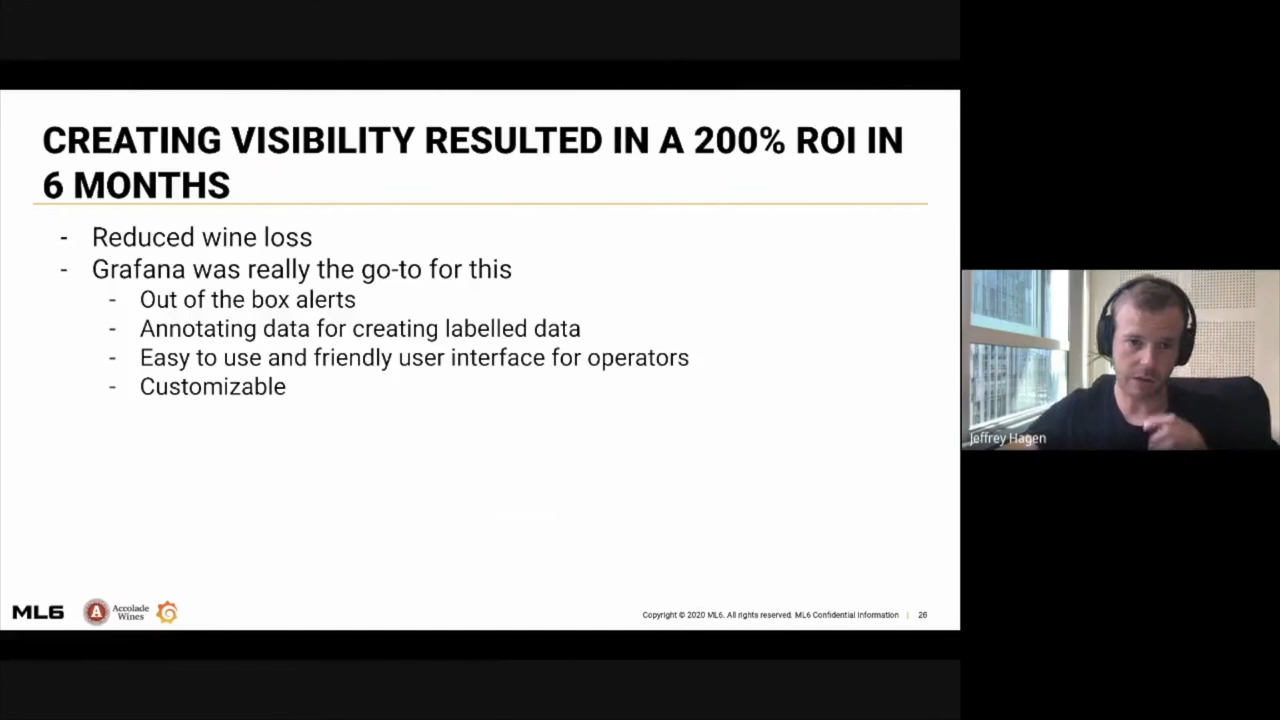 CREATING VISIBILITY RESULTED IN A 200% ROI IN
6 MONTHS
- Reduced wine loss
- Grafana was really the go-to for this
- Out of the box alerts
- Annotating data for creating labelled data
- Easy to use and friendly user interface for operators
- Customizable
Jeffrey Hagen
ML6
A
Accolade
Wines
Copyright © 2020 ML6. All rights reserved. ML6 Confidential Information | 26